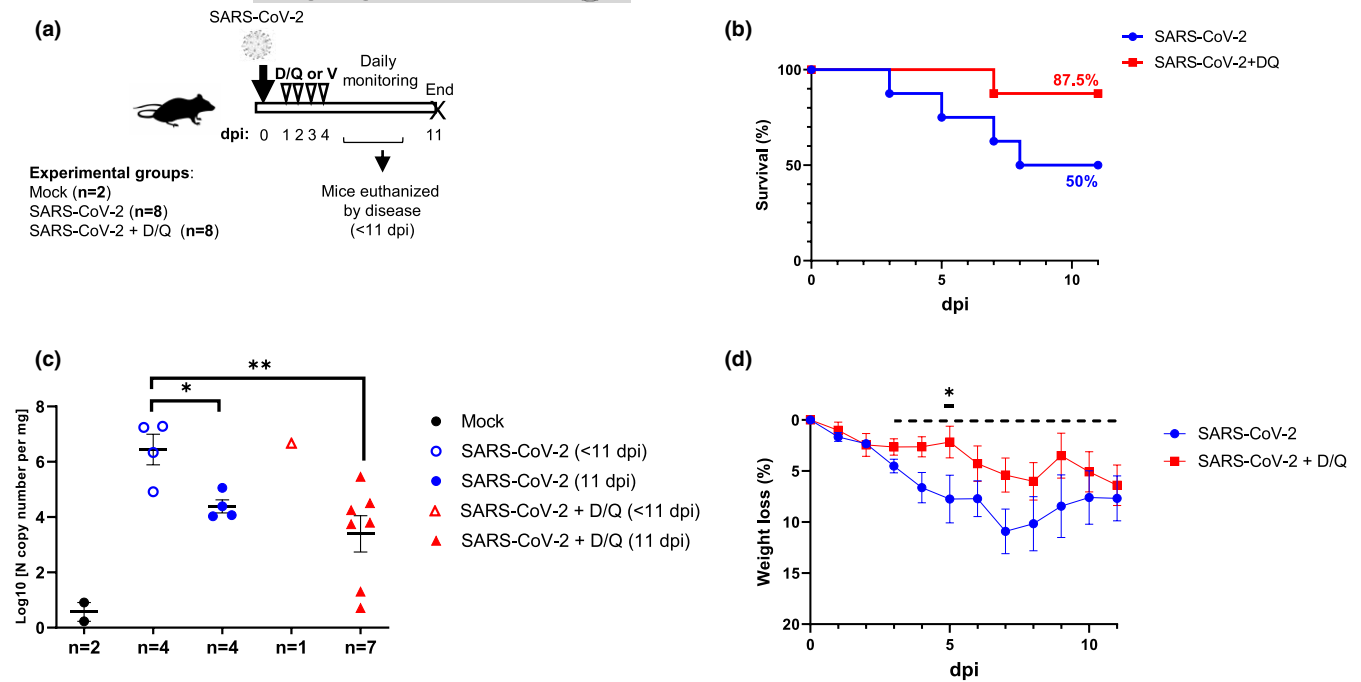 (a)
SARS-CoV-2
D/Q or V
Daily
monitoring
End
dpi: 0 1 2 3 4 11
Experimental groups:
Mock (n=2)
SARS-CoV-2 (n=8)
SARS-CoV-2 + D/Q (n=8)
Mice euthanized
by disease
(<11 dpi)
(b)
SARS-CoV-2
SARS-CoV-2+DQ
Survival (%)
100
50
0
87.5%
50%
0 5 10
dpi
(c)
Log10 [N copy number per mg]
8
6
4
2
0
*
**
n=2 n=4 n=4 n=1 n=7
Mock
SARS-CoV-2 (<11 dpi)
SARS-CoV-2 (11 dpi)
SARS-CoV-2 + D/Q (<11 dpi)
SARS-CoV-2 + D/Q (11 dpi)
(d)
*
Weight loss (%)
0
5
10
15
20
0 5 10
dpi
SARS-CoV-2
SARS-CoV-2 + D/Q